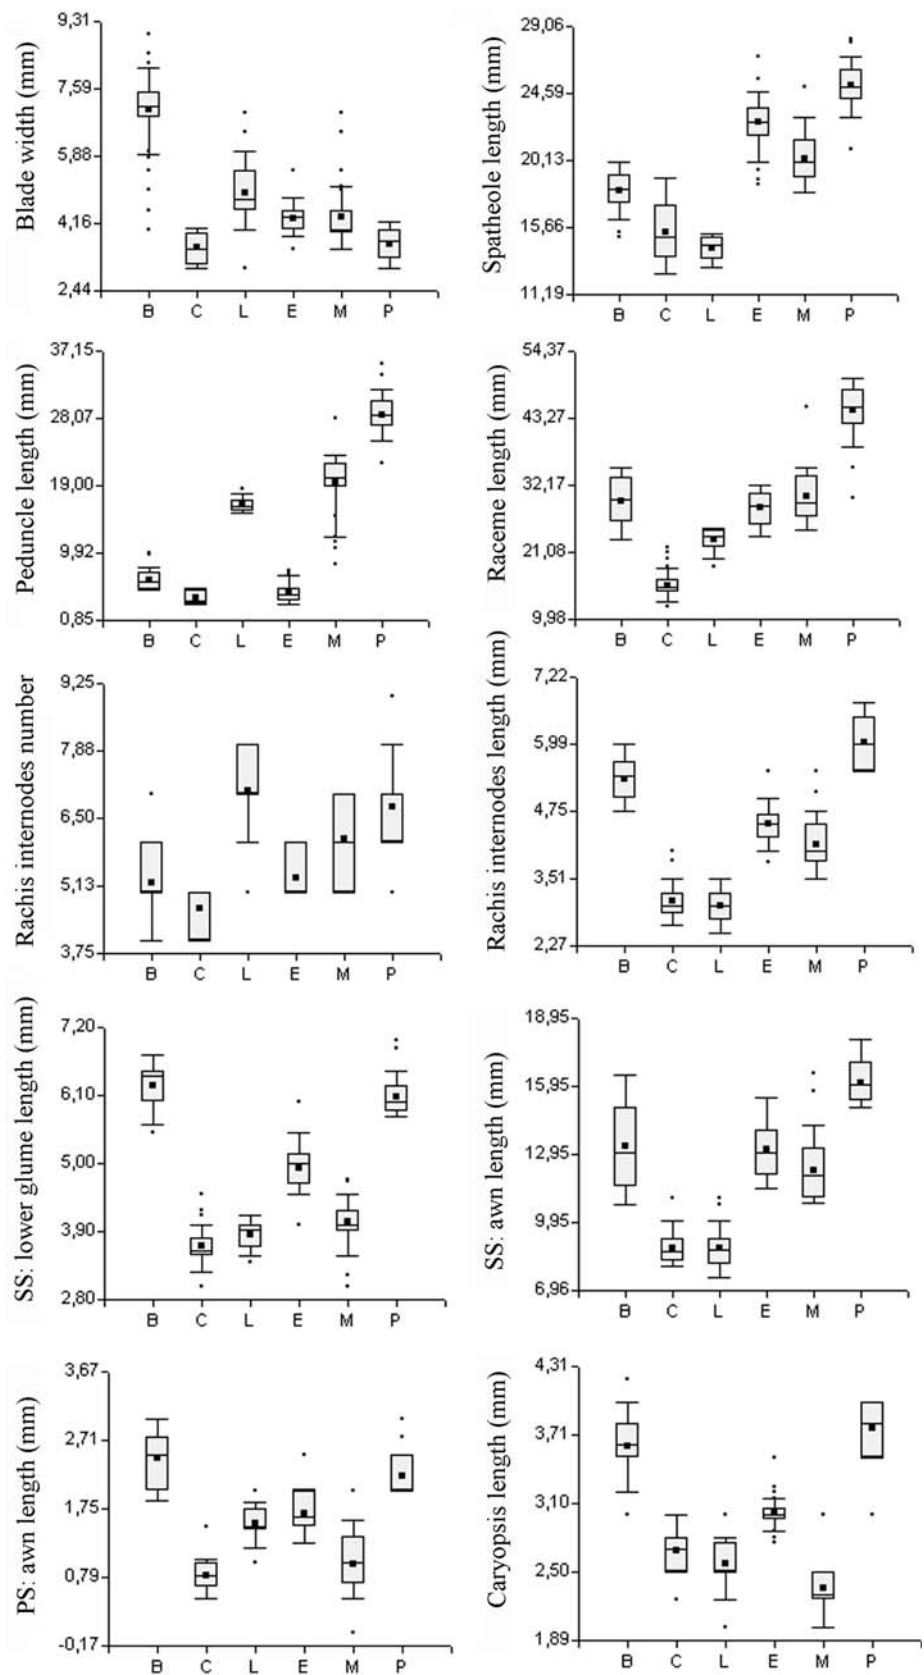 Blade width (mm)
9,31
7,59
5,88
4,16
2,44
B C L E M P
Spatheole length (mm)
29,06
24,59
20,13
15,66
11,19
B C L E M P
Peduncle length (mm)
37,15
28,07
19,00
9,92
0,85
B C L E M P
Raceme length (mm)
54,37
43,27
32,17
21,08
9,98
B C L E M P
Rachis internodes number
9,25
7,88
6,50
5,13
3,75
B C L E M P
Rachis internodes length (mm)
7,22
5,99
4,75
3,51
2,27
B C L E M P
SS: lower glume length (mm)
7,20
6,10
5,00
3,90
2,80
B C L E M P
SS: awn length (mm)
18,95
15,95
12,95
9,95
6,96
B C L E M P
PS: awn length (mm)
3,67
2,71
1,75
0,79
-0,17
B C L E M P
Caryopsis length (mm)
4,31
3,71
3,10
2,50
1,89
B C L E M P